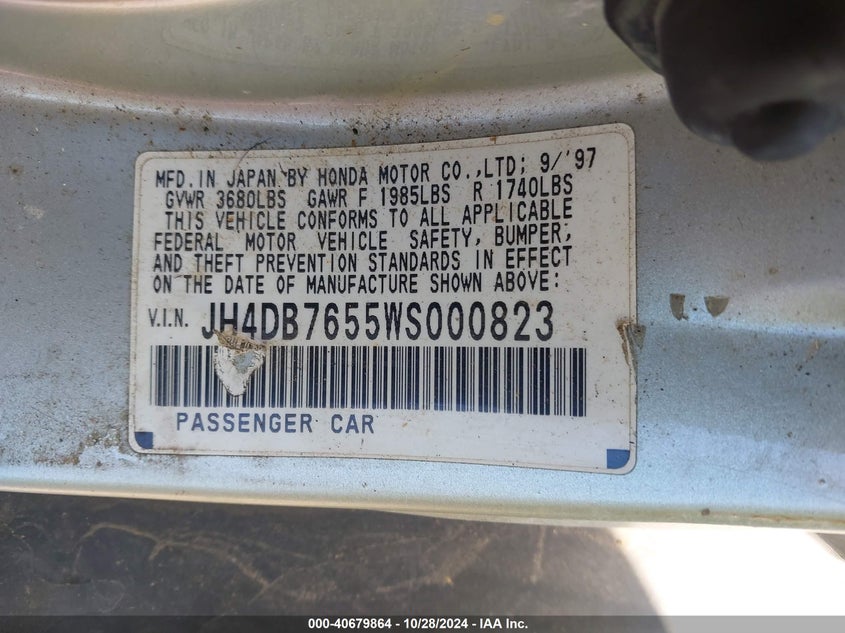 MFD.IN JAPAN BY HONDA MOTOR CO.,LTD; 9/'97
GVWR 3680LBS GAWR F 1985LBS R 1740LBS
THIS VEHICLE CONFORMS TO ALL APPLICABLE
FEDERAL MOTOR VEHICLE SAFETY, BUMPER,
AND THEFT PREVENTION STANDARDS IN EFFECT
ON THE DATE OF MANUFACTURE SHOWN ABOVE:
V.I.N. JH4DB7655WS000823
PASSENGER CAR
000-40679864 - 10/28/2024 - IAA Inc.